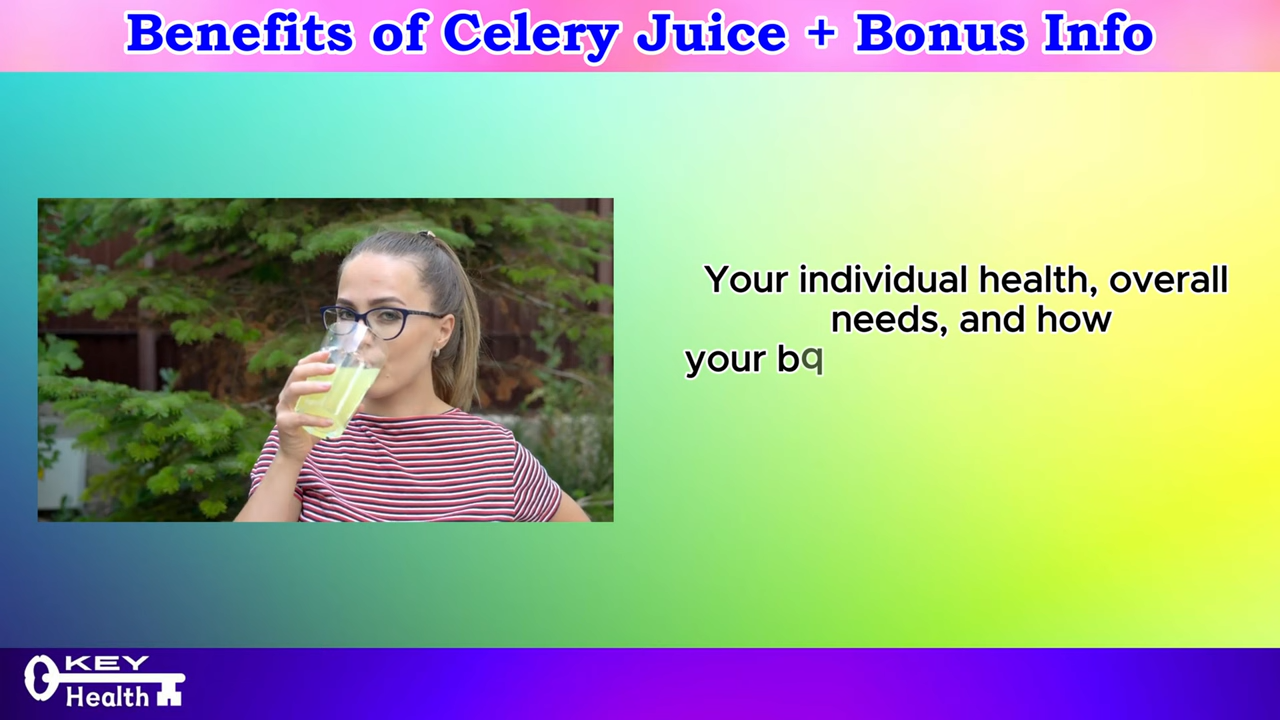 Benefits of Celery Juice + Bonus Info
Your individual health, overall
needs, and how
your bq
KEY
Health